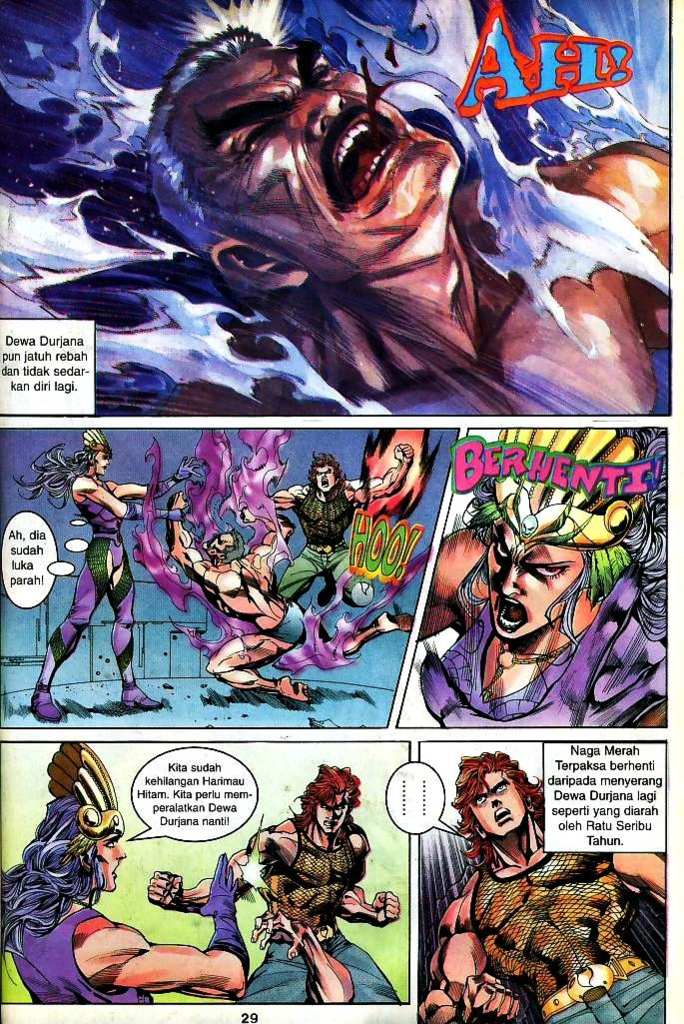 AH!
Dewa Durjana
pun jatuh rebah
dan tidak sedar-
kan diri lagi.
Ah, dia
sudah
luka
parah!
HOO!
BERHENTI!
Kita sudah
kehilangan Harimau
Hitam. Kita perlu mem-
peralatkan Dewa
Durjana nanti!
......
Naga Merah
Terpaksa berhenti
daripada menyerang
Dewa Durjana lagi
seperti yang diarah
oleh Ratu Seribu
Tahun.
29